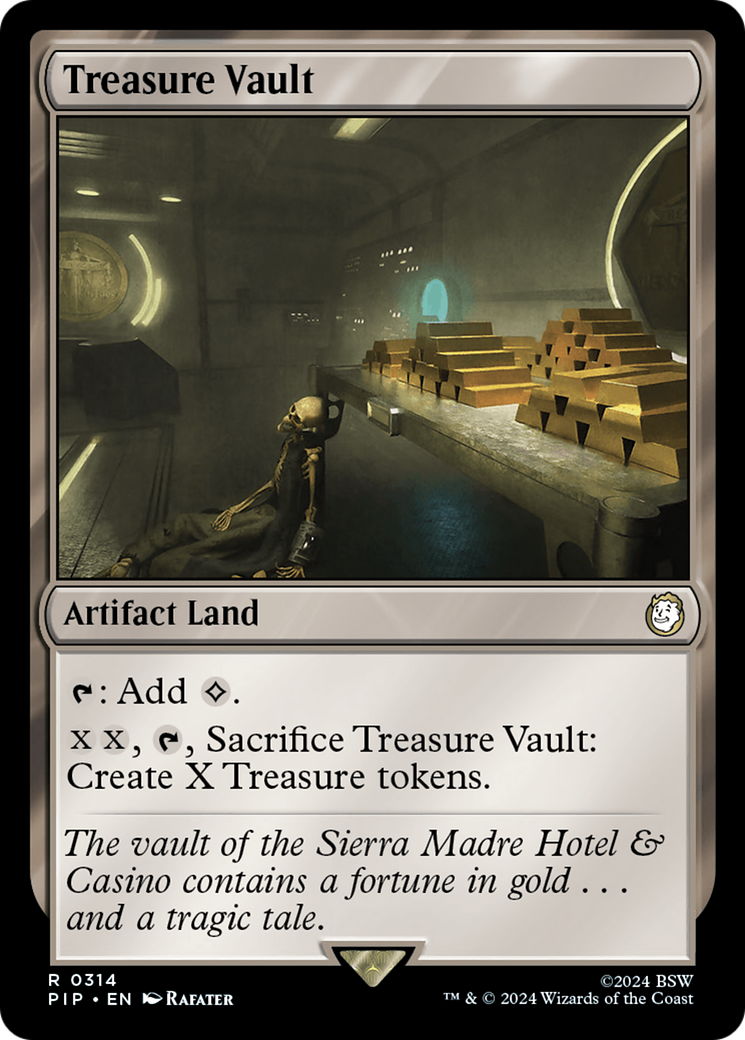 Treasure Vault
Artifact Land
: Add .
X X, , Sacrifice Treasure Vault:
Create X Treasure tokens.
The vault of the Sierra Madre Hotel &
Casino contains a fortune in gold . . .
and a tragic tale.
R 0314
PIP • EN Rafater
©2024 BSW
™ & © 2024 Wizards of the Coast